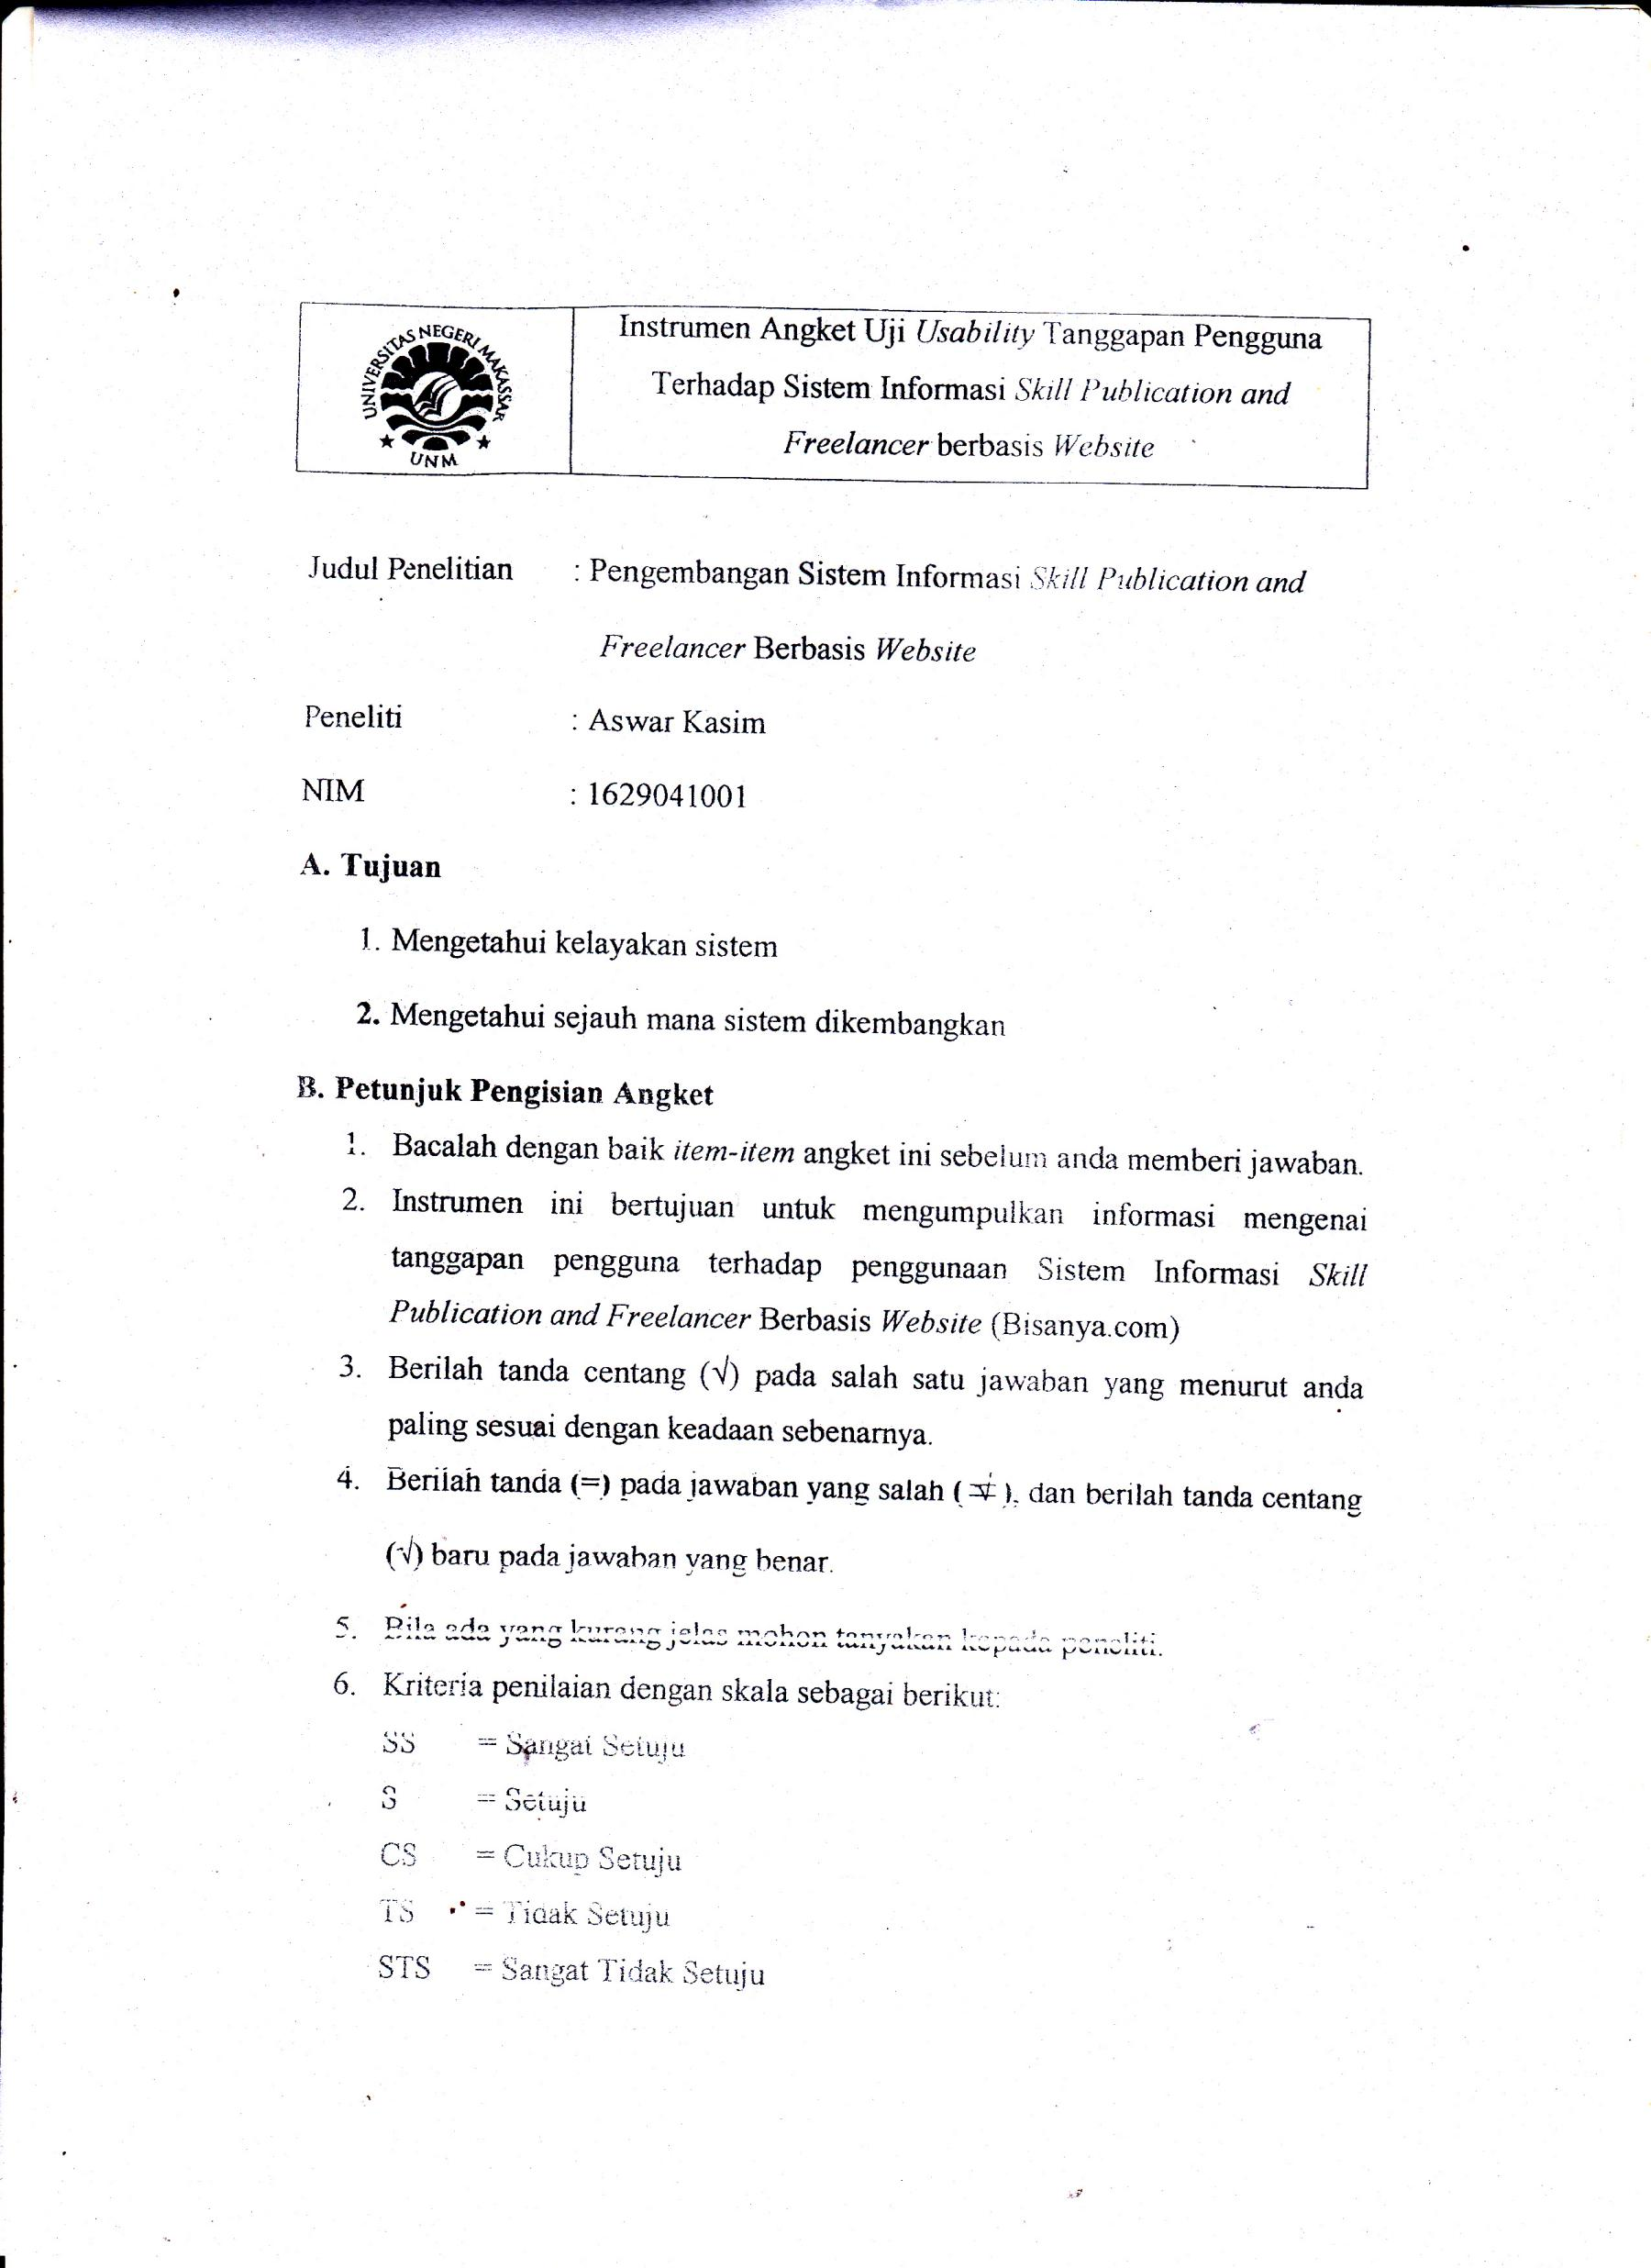 UNIVERSITAS NEGERI MAKASSAR
UNM
Instrumen Angket Uji Usability Tanggapan Pengguna
Terhadap Sistem Informasi Skill Publication and
Freelancer berbasis Website
Judul Penelitian : Pengembangan Sistem Informasi Skill Publication and
Freelancer Berbasis Website
Peneliti : Aswar Kasim
NIM : 1629041001
A. Tujuan
1. Mengetahui kelayakan sistem
2. Mengetahui sejauh mana sistem dikembangkan
B. Petunjuk Pengisian Angket
1. Bacalah dengan baik item-item angket ini sebelum anda memberi jawaban.
2. Instrumen ini bertujuan untuk mengumpulkan informasi mengenai
tanggapan pengguna terhadap penggunaan Sistem Informasi Skill
Publication and Freelancer Berbasis Website (Bisanya.com)
3. Berilah tanda centang (√) pada salah satu jawaban yang menurut anda
paling sesuai dengan keadaan sebenarnya.
4. Berilah tanda (=) pada jawaban yang salah ( ), dan berilah tanda centang
(√) baru pada jawaban yang benar.
5. Bila ada yang kurang jelas mohon tanyakan kepada peneliti.
6. Kriteria penilaian dengan skala sebagai berikut:
SS = Sangat Setuju
S = Setuju
CS = Cukup Setuju
TS = Tidak Setuju
STS = Sangat Tidak Setuju